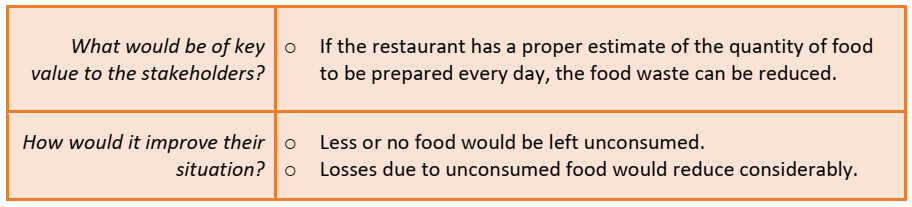 What would be of key
value to the stakeholders?
○ If the restaurant has a proper estimate of the quantity of food
to be prepared every day, the food waste can be reduced.
How would it improve their
situation?
○ Less or no food would be left unconsumed.
○ Losses due to unconsumed food would reduce considerably.